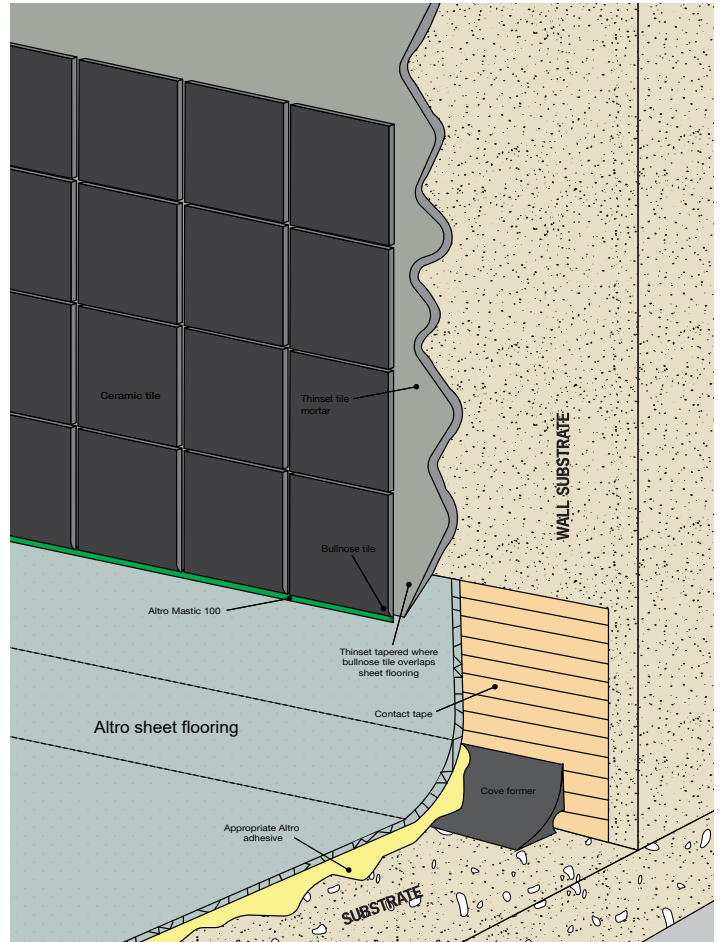 Ceramic tile
Thinset tile
mortar
WALL SUBSTRATE
Bullnose tile
Altro Mastic 100
Thinset tapered where
bullnose tile overlaps
sheet flooring
Contact tape
Altro sheet flooring
Cove former
Appropriate Altro
adhesive
SUBSTRATE